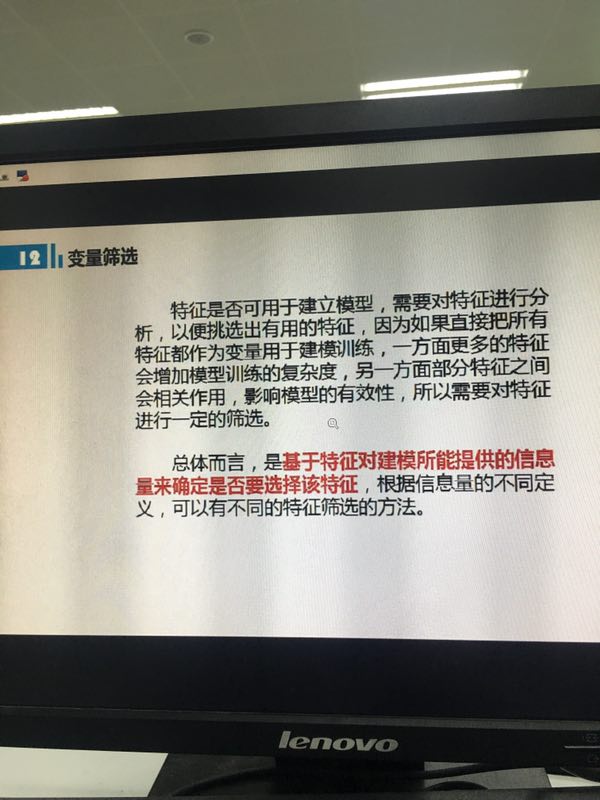 12 变量筛选
特征是否可用于建立模型，需要对特征进行分
析，以便挑选出有用的特征，因为如果直接把所有
特征都作为变量用于建模训练，一方面更多的特征
会增加模型训练的复杂度，另一方面部分特征之间
会相关作用，影响模型的有效性，所以需要对特征
进行一定的筛选。
总体而言，是基于特征对建模所能提供的信息
量来确定是否要选择该特征，根据信息量的不同定
义，可以有不同的特征筛选的方法。
lenovo